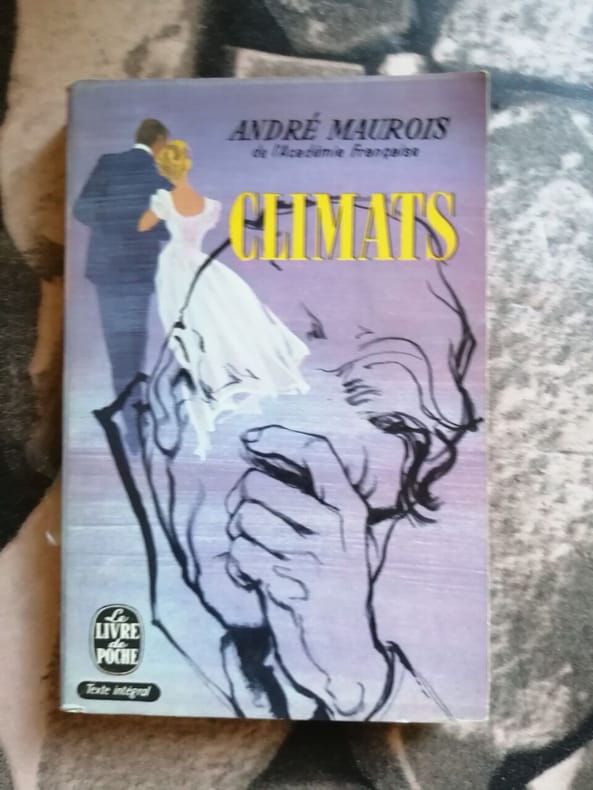 ANDRÉ MAUROIS
de l'Académie Française
CLIMATS
Le
LIVRE
de
POCHE
Texte intégral